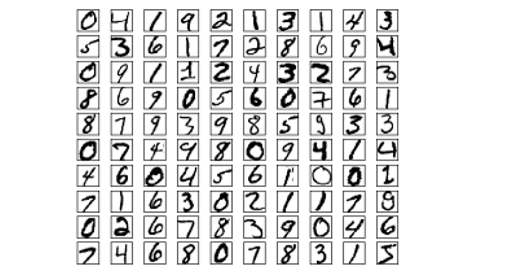 0 4 1 9 2 1 3 1 4 3
5 3 6 1 7 2 8 6 9 4
0 9 1 1 2 4 3 2 7 3
8 6 9 0 5 6 0 7 6 1
8 7 9 3 9 8 5 9 3 3
0 7 4 9 8 0 9 4 1 4
4 6 0 4 5 6 1 0 0 1
7 1 6 3 0 2 1 1 7 9
0 2 6 7 8 3 9 0 4 6
7 4 6 8 0 7 8 3 1 5